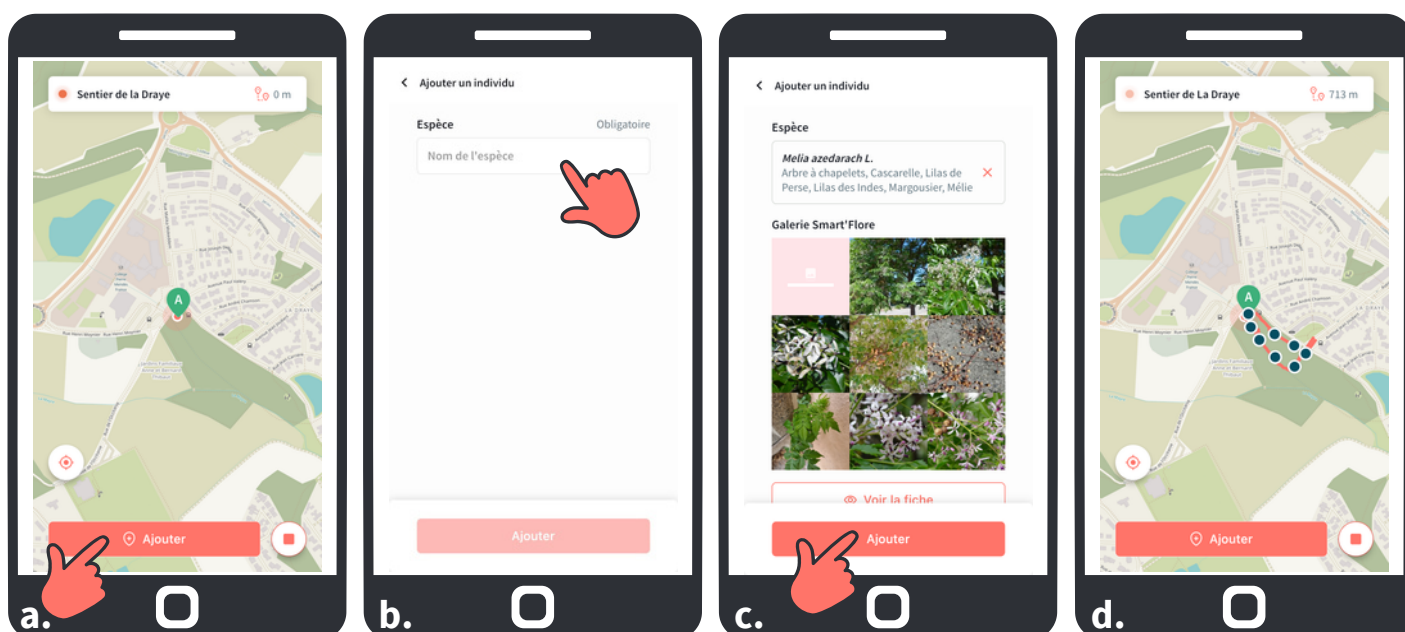 Sentier de la Draye
0 m
A
Ajouter
a.
Ajouter un individu
Espèce
Obligatoire
Nom de l'espèce
Ajouter
b.
Ajouter un individu
Espèce
Melia azedarach L.
Arbre à chapelets, Cascarelle, Lilas de
Perse, Lilas des Indes, Margousier, Mélie
Galerie Smart'Flore
Voir la fiche
Ajouter
c.
Sentier de La Draye
713 m
A
Ajouter
d.